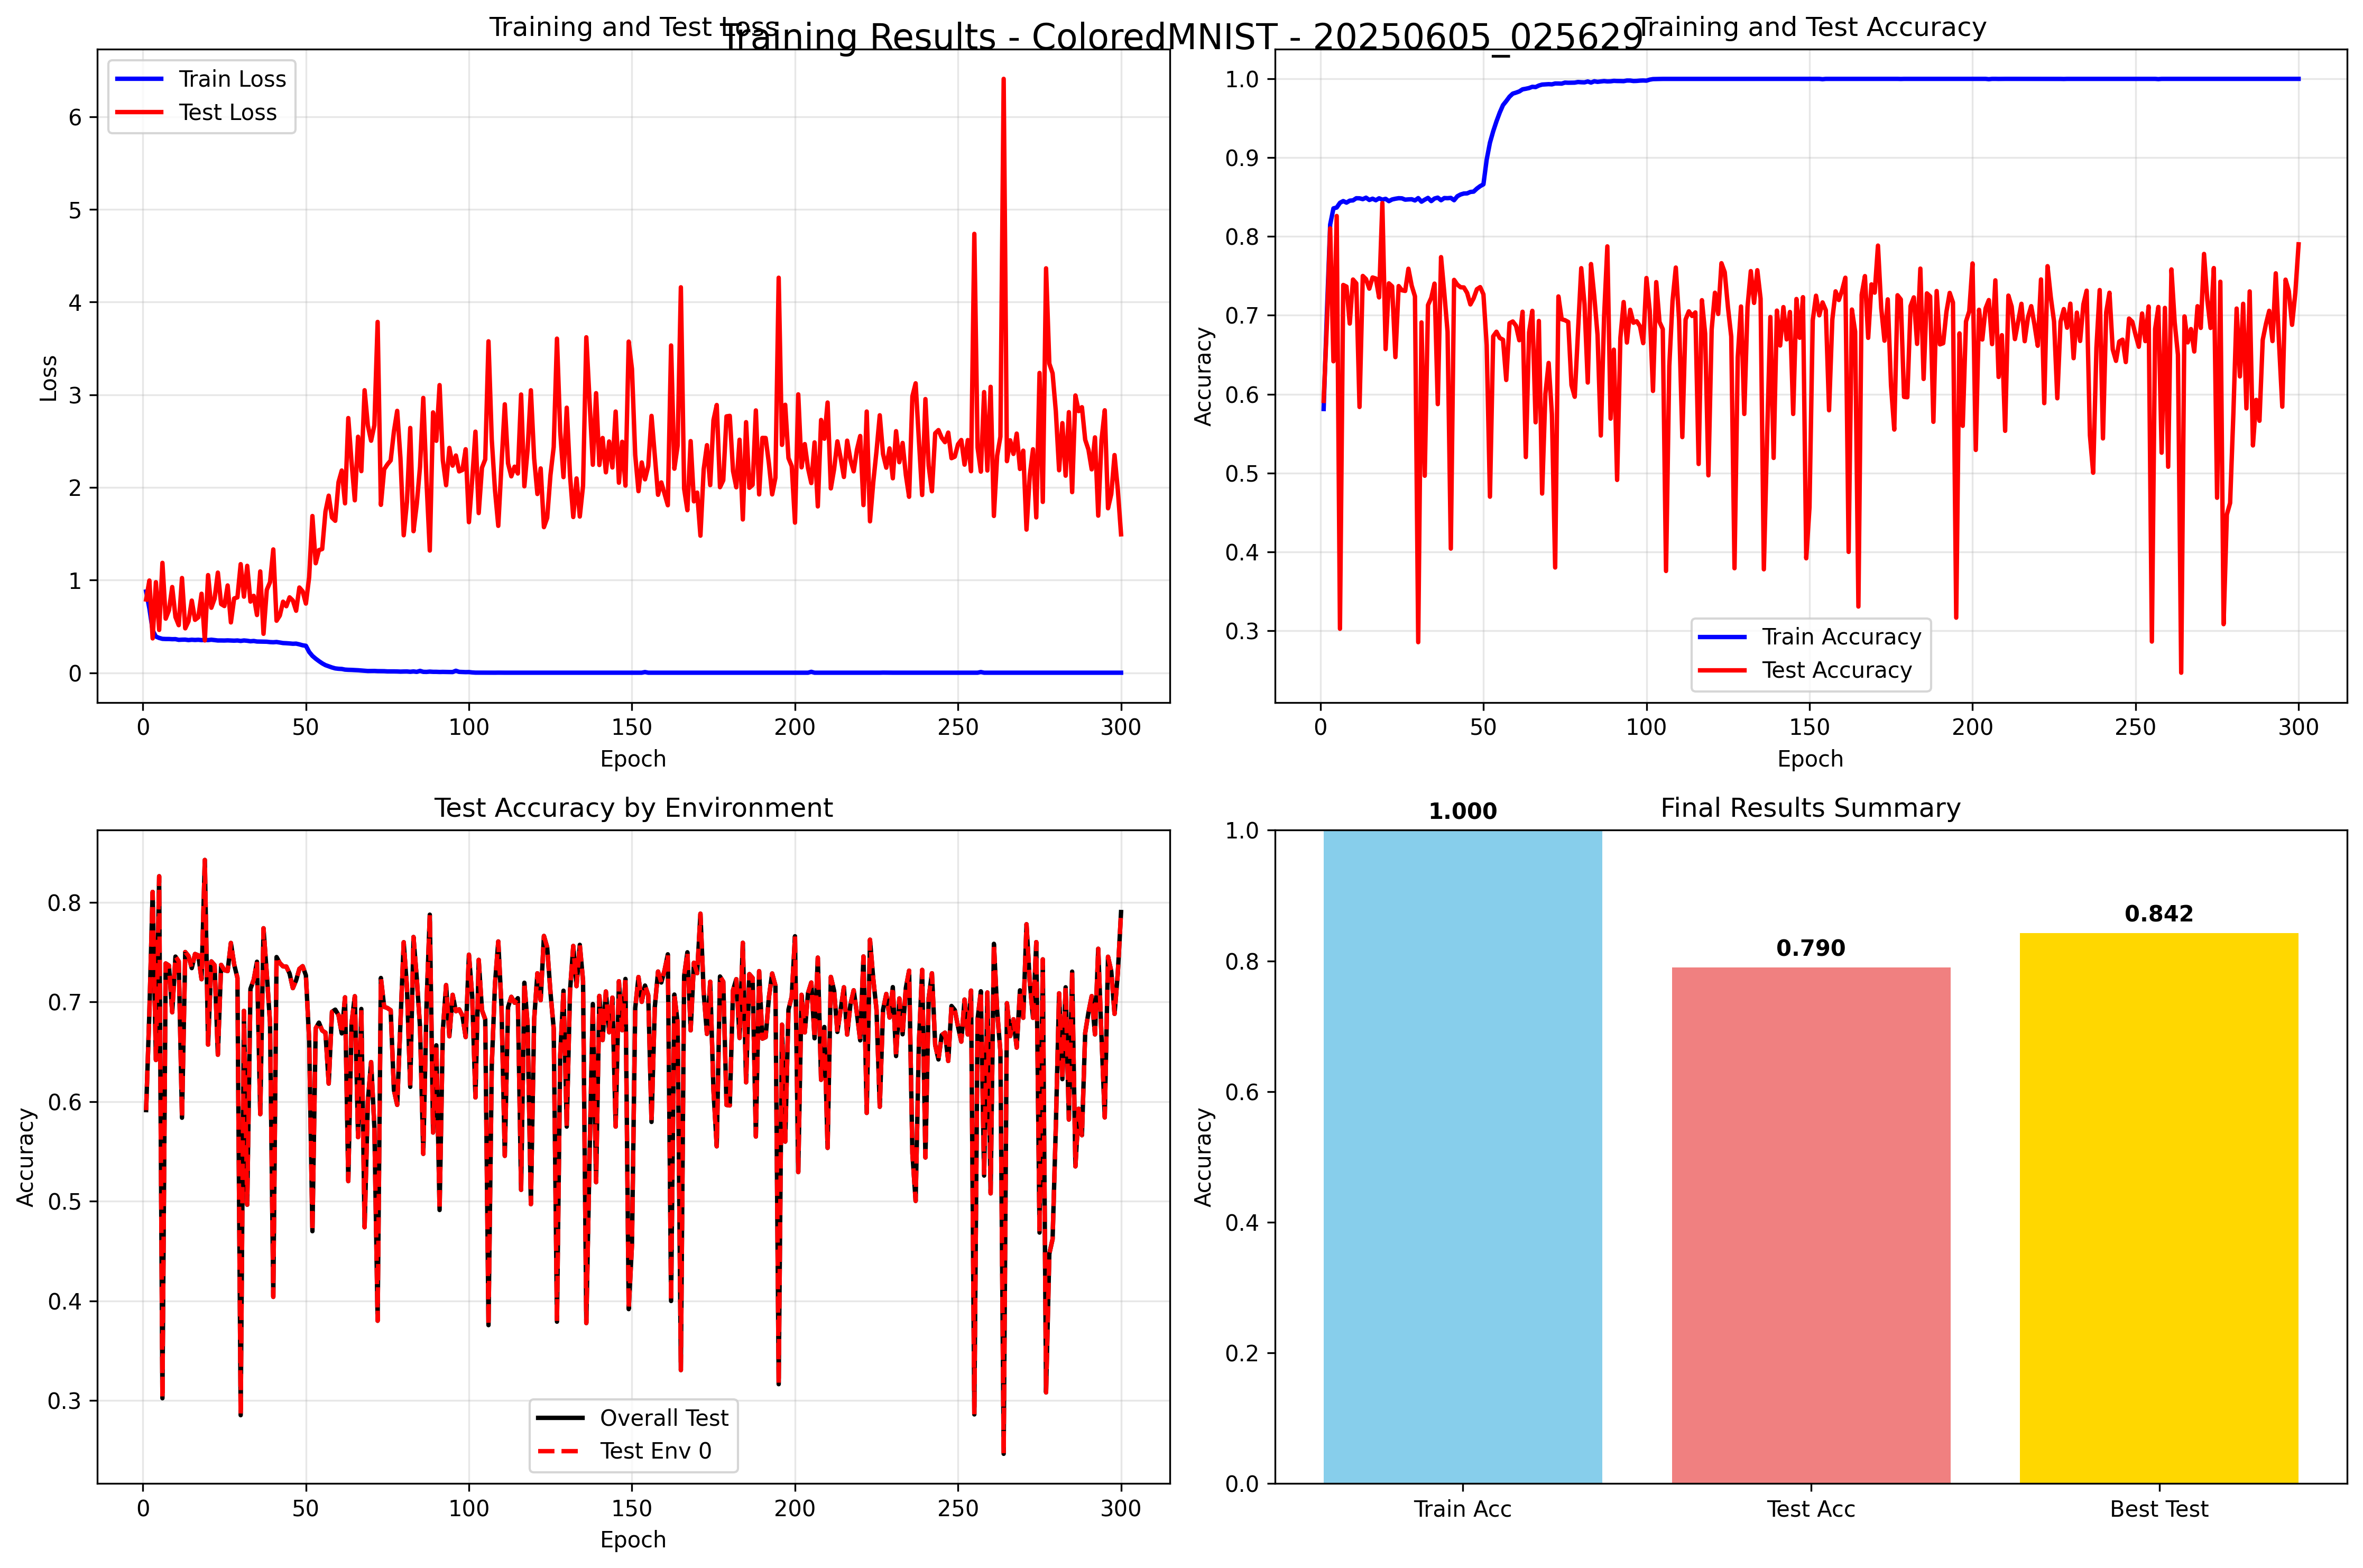 Training Results - ColoredMNIST - 20250605_025629
Training and Test Loss
Train Loss
Test Loss
6
5
4
3
2
1
0
Loss
0 50 100 150 200 250 300
Epoch
Training and Test Accuracy
1.0
0.9
0.8
0.7
0.6
0.5
0.4
0.3
Accuracy
Train Accuracy
Test Accuracy
0 50 100 150 200 250 300
Epoch
Test Accuracy by Environment
0.8
0.7
0.6
0.5
0.4
0.3
Accuracy
Overall Test
Test Env 0
0 50 100 150 200 250 300
Epoch
Final Results Summary
1.000
0.790
0.842
1.0
0.8
0.6
0.4
0.2
0.0
Accuracy
Train Acc Test Acc Best Test